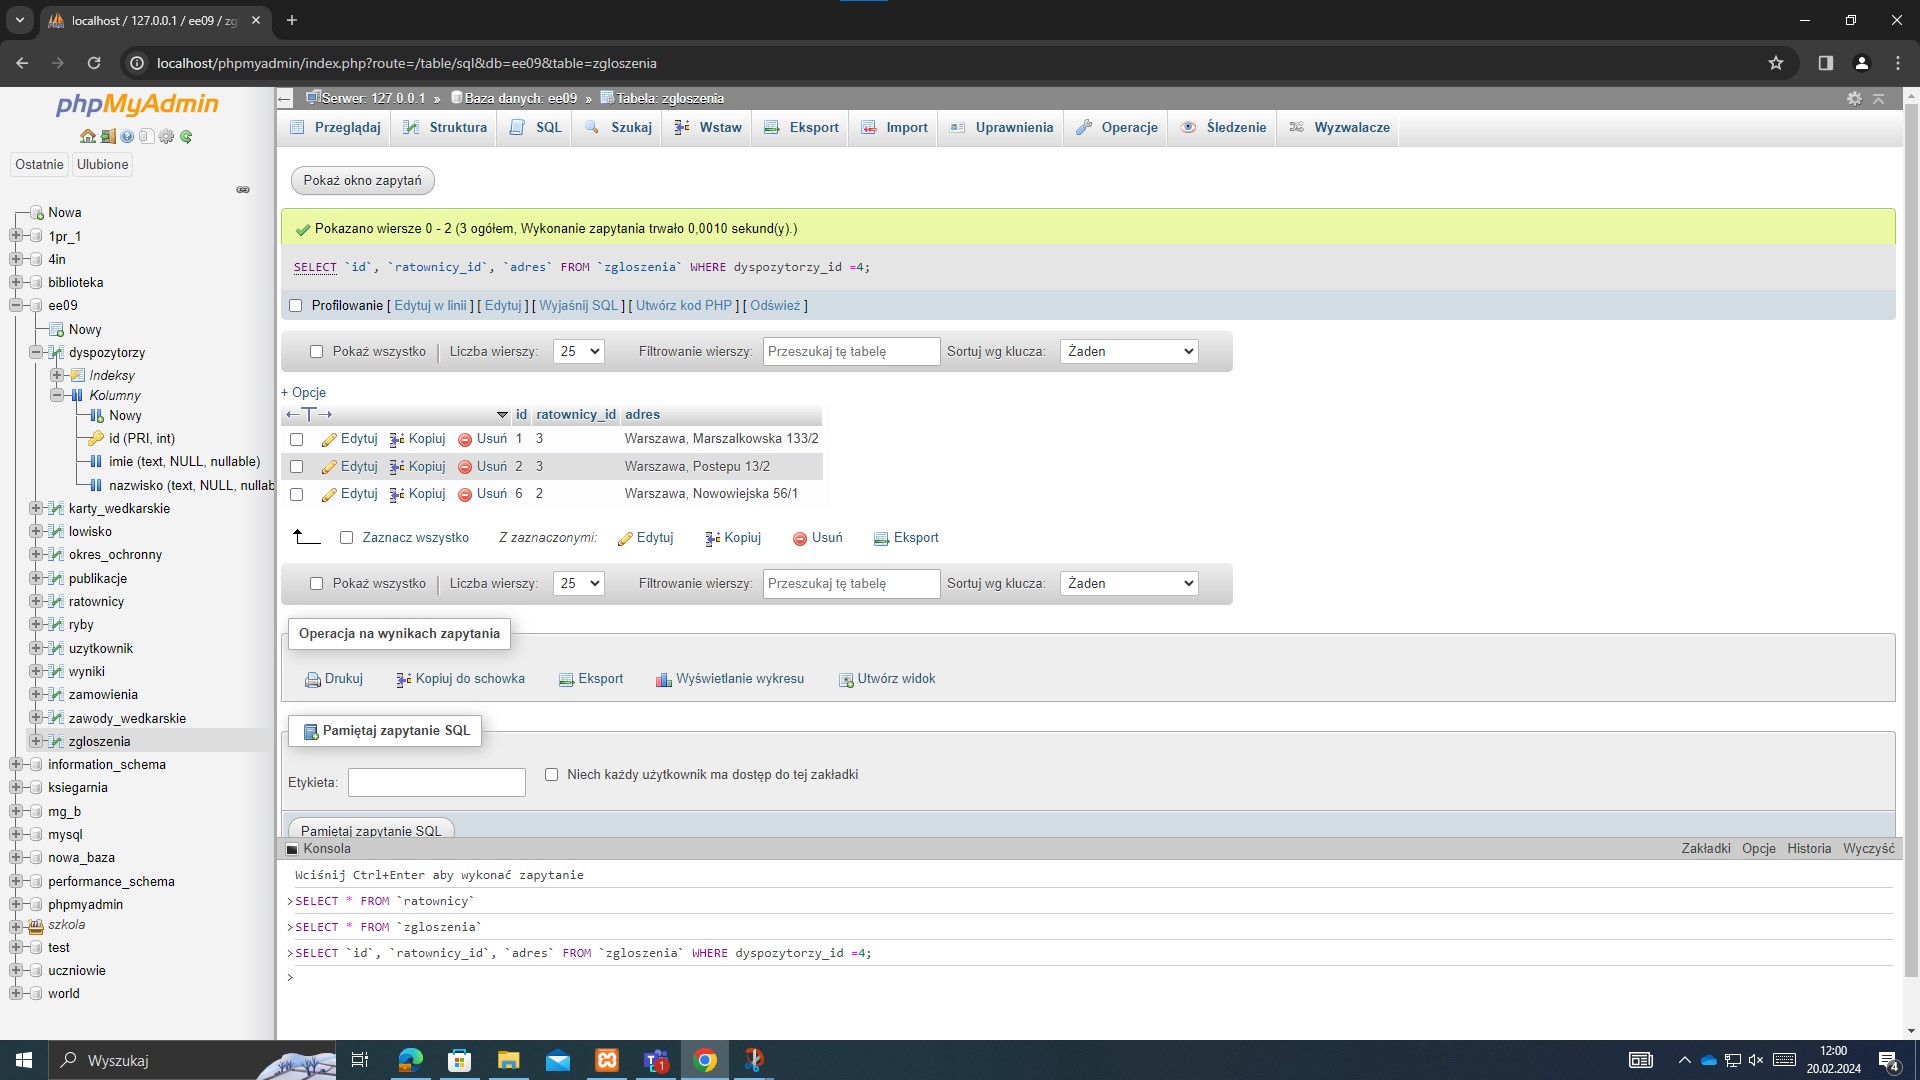 localhost / 127.0.0.1 / ee09 / zg
localhost/phpmyadmin/index.php?route=/table/sql&db=ee09&table=zgloszenia
phpMyAdmin
Ostatnie Ulubione
Nowa
1pr_1
4in
biblioteka
ee09
Nowy
dyspozytorzy
Indeksy
Kolumny
Nowy
id (PRI, int)
imie (text, NULL, nullable)
nazwisko (text, NULL, nullab
karty_wedkarskie
lowisko
okres_ochronny
publikacje
ratownicy
ryby
uzytkownik
wyniki
zamowienia
zawody_wedkarskie
zgloszenia
information_schema
ksiegarnia
mg_b
mysql
nowa_baza
performance_schema
phpmyadmin
szkola
test
uczniowie
world
Serwer: 127.0.0.1 » Baza danych: ee09 » Tabela: zgloszenia
Przeglądaj Struktura SQL Szukaj Wstaw Eksport Import Uprawnienia Operacje Śledzenie Wyzwalacze
Pokaż okno zapytań
Pokazano wiersze 0 - 2 (3 ogółem, Wykonanie zapytania trwało 0,0010 sekund(y).)
SELECT `id`, `ratownicy_id`, `adres` FROM `zgloszenia` WHERE dyspozytorzy_id =4;
Profilowanie [ Edytuj w linii ] [ Edytuj ] [ Wyjaśnij SQL ] [ Utwórz kod PHP ] [ Odśwież ]
Pokaż wszystko Liczba wierszy: 25 Filtrowanie wierszy: Przeszukaj tę tabelę Sortuj wg klucza: Żaden
+ Opcje
←T→ id ratownicy_id adres
Edytuj Kopiuj Usuń 1 3 Warszawa, Marszalkowska 133/2
Edytuj Kopiuj Usuń 2 3 Warszawa, Postepu 13/2
Edytuj Kopiuj Usuń 6 2 Warszawa, Nowowiejska 56/1
Zaznacz wszystko Z zaznaczonymi: Edytuj Kopiuj Usuń Eksport
Pokaż wszystko Liczba wierszy: 25 Filtrowanie wierszy: Przeszukaj tę tabelę Sortuj wg klucza: Żaden
Operacja na wynikach zapytania
Drukuj Kopiuj do schowka Eksport Wyświetlanie wykresu Utwórz widok
Pamiętaj zapytanie SQL
Etykieta: Niech każdy użytkownik ma dostęp do tej zakładki
Pamiętaj zapytanie SQL
Konsola Zakładki Opcje Historia Wyczyść
Wciśnij Ctrl+Enter aby wykonać zapytanie
>SELECT * FROM `ratownicy`
>SELECT * FROM `zgloszenia`
>SELECT `id`, `ratownicy_id`, `adres` FROM `zgloszenia` WHERE dyspozytorzy_id =4;
>
Wyszukaj
1
12:00
20.02.2024
4